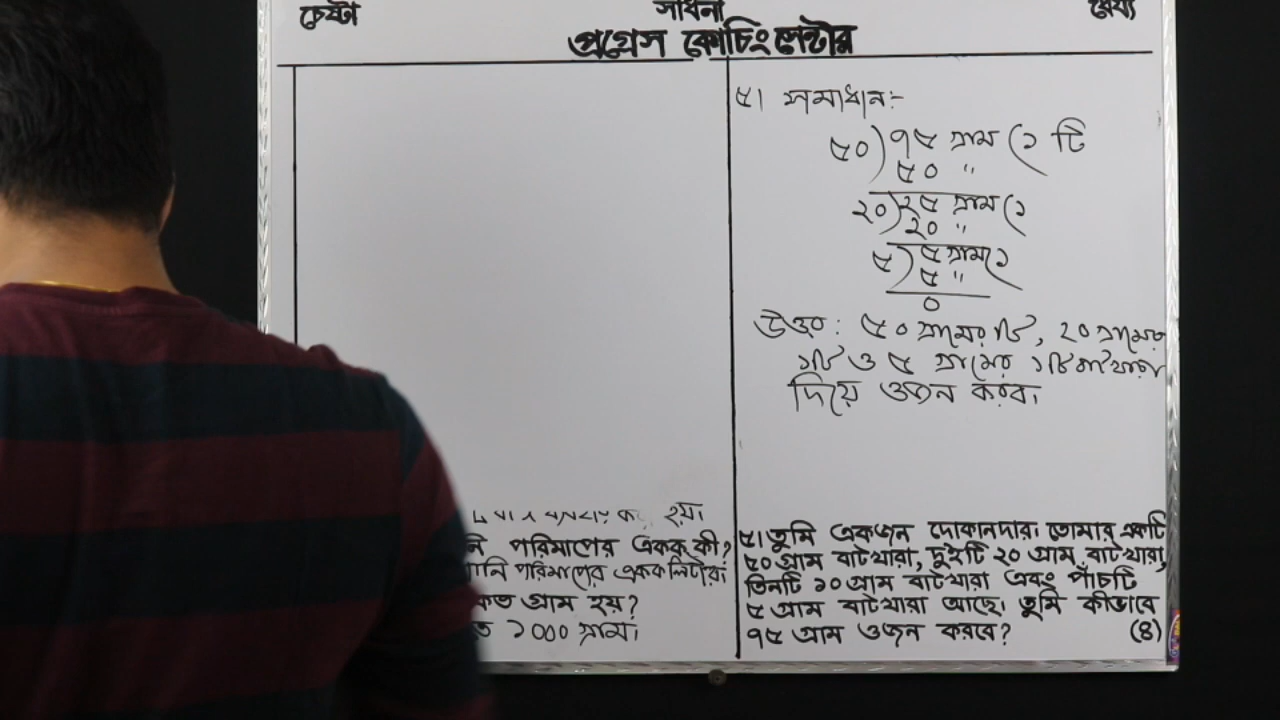 চেষ্টা সাধনা ধৈর্য্য
প্রগ্রেস কোচিং সেন্টার
৫। সমাধান:-
৫০) ৭৫ গ্রাম (১ টি
৫০ "
২০) ২৫ গ্রাম (১
২০ "
৫) ৫ গ্রাম (১
৫ "
০
উত্তর: ৫০ গ্রামের ১টি, ২০ গ্রামের
১টি ও ৫ গ্রামের ১টি বাটখারা
দিয়ে ওজন করব।
হয়।
পরিমাপের একক কী?
পরিমাপের একক লিটার।
কত গ্রাম হয়?
১০০০ গ্রাম।
৫। তুমি একজন দোকানদার। তোমার একটি
৫০ গ্রাম বাটখারা, দুইটি ২০ গ্রাম বাটখারা,
তিনটি ১০ গ্রাম বাটখারা এবং পাঁচটি
৫ গ্রাম বাটখারা আছে। তুমি কীভাবে
৭৫ গ্রাম ওজন করবে? (৪)